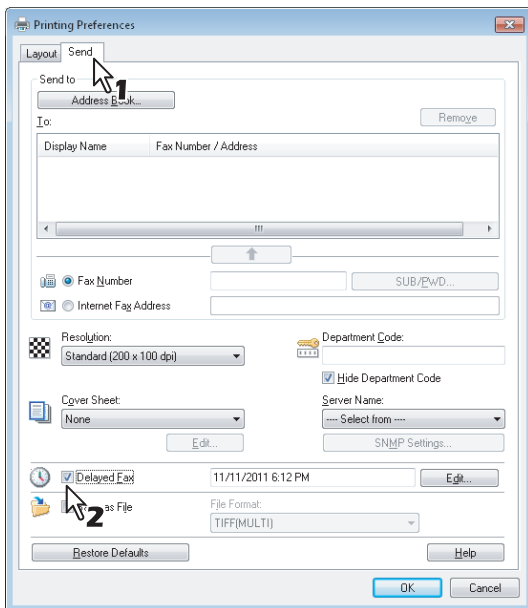 Printing Preferences
Layout Send
1
Send to
Address Book...
To:
Remove
Display Name Fax Number / Address
Fax Number
SUB/PWD...
Internet Fax Address
Resolution:
Standard (200 x 100 dpi)
Department Code:
Hide Department Code
Cover Sheet:
None
Edit...
Server Name:
---- Select from ----
SNMP Settings...
Delayed Fax
11/11/2011 6:12 PM
Edit...
2
as File
File Format:
TIFF(MULTI)
Restore Defaults
Help
OK
Cancel